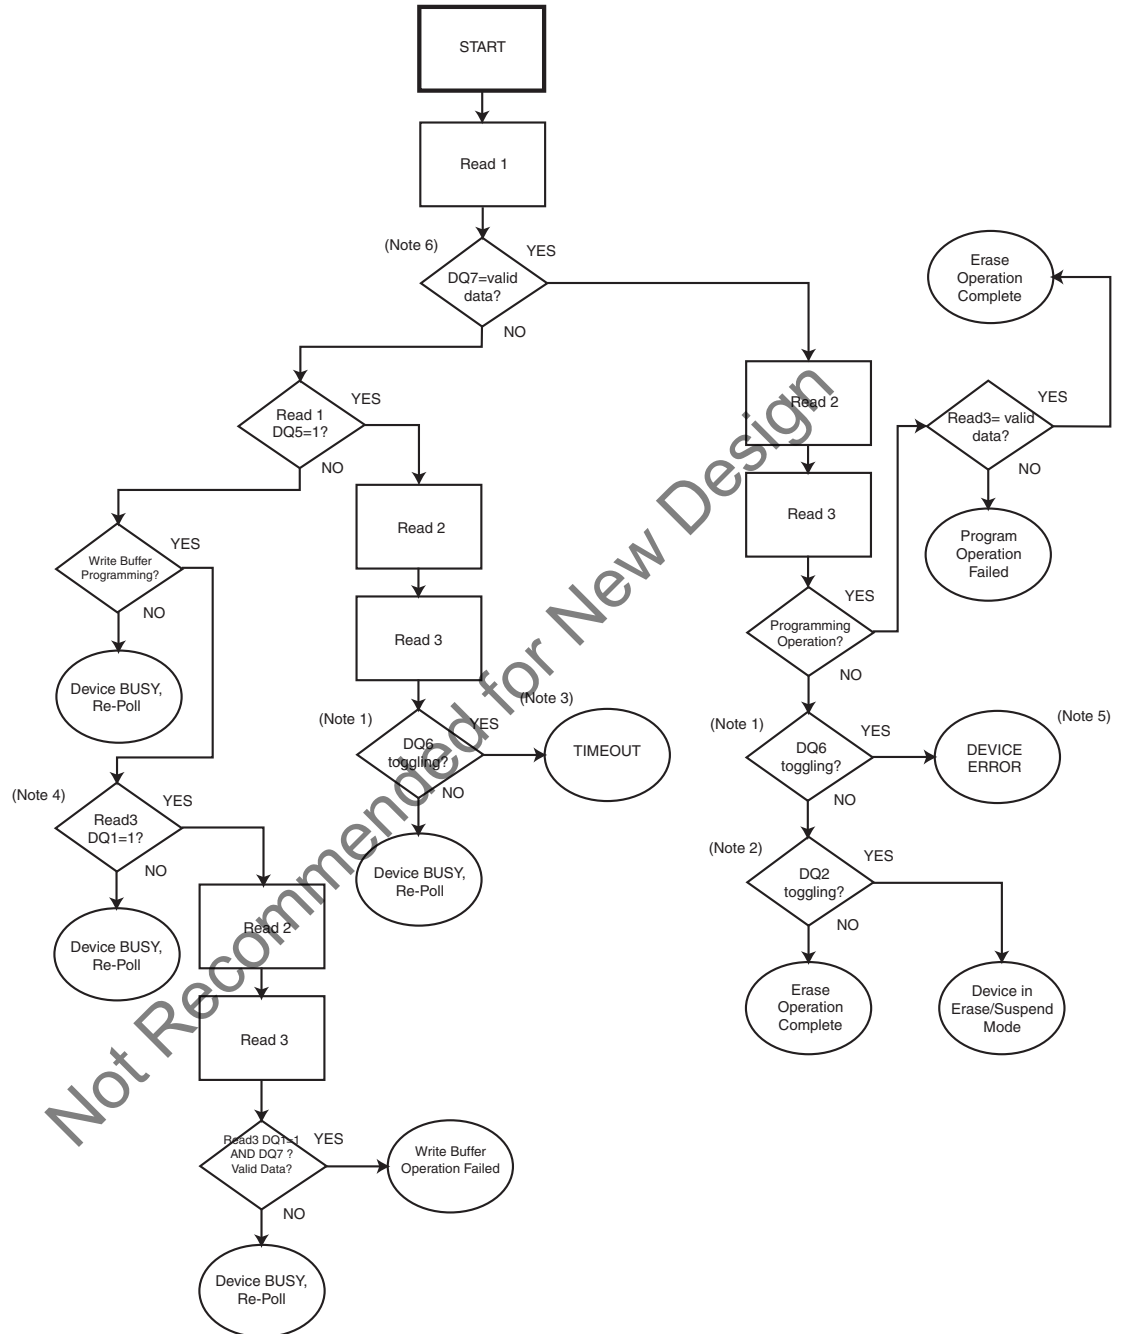 START
Read 1
(Note 6)
YES
DQ7=valid
data?
NO
Erase
Operation
Complete
Read 1
DQ5=1?
YES
NO
Read 2
Read3= valid
data?
YES
NO
Read 2
Read 3
Program
Operation
Failed
Write Buffer
Programming?
YES
NO
Device BUSY,
Re-Poll
Read 3
Programming
Operation?
YES
NO
(Note 1)
DQ6
toggling?
YES
(Note 3)
TIMEOUT
NO
Device BUSY,
Re-Poll
(Note 1)
DQ6
toggling?
YES
DEVICE
ERROR
(Note 5)
NO
(Note 4)
Read3
DQ1=1?
YES
NO
Device BUSY,
Re-Poll
(Note 2)
DQ2
toggling?
YES
NO
Read 2
Read 3
Erase
Operation
Complete
Device in
Erase/Suspend
Mode
Read3 DQ1=1
AND DQ7 ?
Valid Data?
YES
Write Buffer
Operation Failed
NO
Device BUSY,
Re-Poll
Not Recommended for New Design